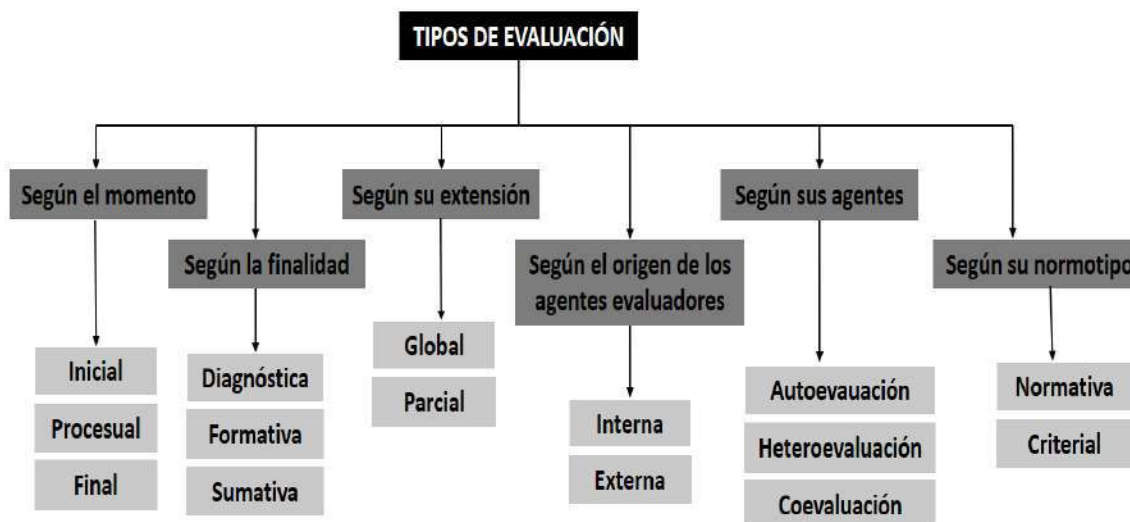 TIPOS DE EVALUACIÓN
Según el momento
Inicial
Procesual
Final
Según la finalidad
Diagnóstica
Formativa
Sumativa
Según su extensión
Global
Parcial
Según el origen de los
agentes evaluadores
Interna
Externa
Según sus agentes
Autoevauación
Heteroevaluación
Coevaluación
Según su normotipo
Normativa
Criterial